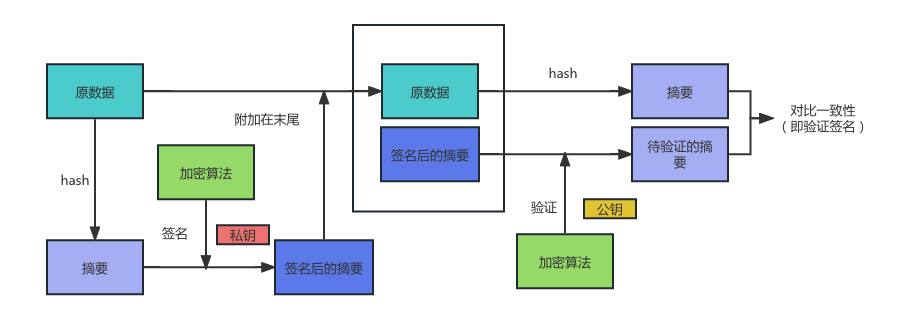 原数据
原数据
hash
摘要
对比一致性
（即验证签名）
附加在末尾
签名后的摘要
待验证的摘
要
加密算法
hash
验证
公钥
签名
私钥
摘要
签名后的摘要
加密算法